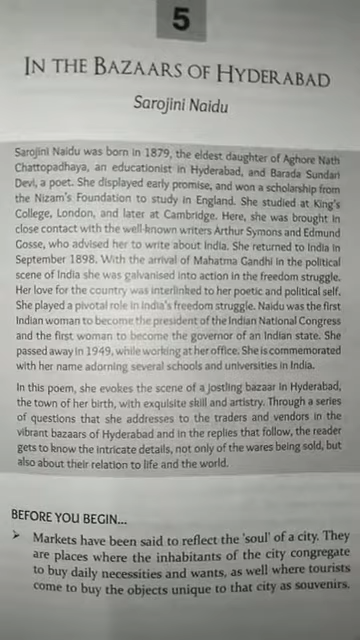 5
IN THE BAZAARS OF HYDERABAD
Sarojini Naidu
Sarojini Naidu was born in 1879, the eldest daughter of Aghore Nath
Chattopadhaya, an educationist in Hyderabad, and Barada Sundari
Devi, a poet. She displayed early promise, and won a scholarship from
the Nizam's Foundation to study in England. She studied at King's
College, London, and later at Cambridge. Here, she was brought in
close contact with the well-known writers Arthur Symons and Edmund
Gosse, who advised her to write about India. She returned to India in
September 1898. With the arrival of Mahatma Gandhi in the political
scene of India she was galvanised into action in the freedom struggle.
Her love for the country was interlinked to her poetic and political self.
She played a pivotal role in India's freedom struggle. Naidu was the first
Indian woman to become the president of the Indian National Congress
and the first woman to become the governor of an Indian state. She
passed away in 1949, while working at her office. She is commemorated
with her name adorning several schools and universities in India.
In this poem, she evokes the scene of a jostling bazaar in Hyderabad,
the town of her birth, with exquisite skill and artistry. Through a series
of questions that she addresses to the traders and vendors in the
vibrant bazaars of Hyderabad and in the replies that follow, the reader
gets to know the intricate details, not only of the wares being sold, but
also about their relation to life and the world.
BEFORE YOU BEGIN...
➤ Markets have been said to reflect the 'soul' of a city. They
are places where the inhabitants of the city congregate
to buy daily necessities and wants, as well where tourists
come to buy the objects unique to that city as souvenirs.